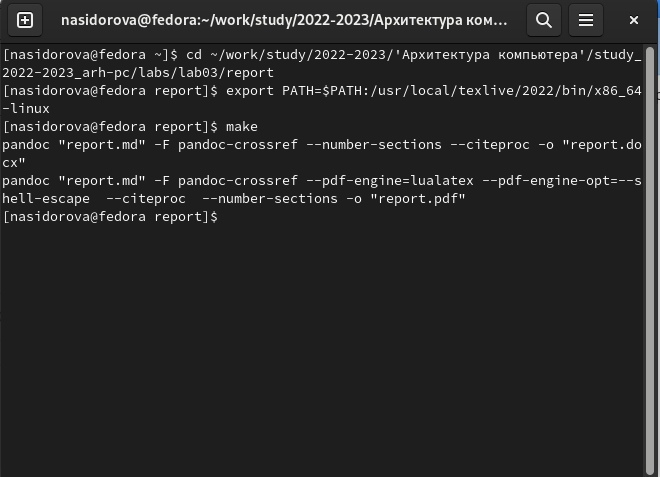 nasidorova@fedora:~/work/study/2022-2023/Архитектура ком...
[nasidorova@fedora ~]$ cd ~/work/study/2022-2023/'Архитектура компьютера'/study_
2022-2023_arh-pc/labs/lab03/report
[nasidorova@fedora report]$ export PATH=$PATH:/usr/local/texlive/2022/bin/x86_64
-linux
[nasidorova@fedora report]$ make
pandoc "report.md" -F pandoc-crossref --number-sections --citeproc -o "report.do
cx"
pandoc "report.md" -F pandoc-crossref --pdf-engine=lualatex --pdf-engine-opt=--s
hell-escape  --citeproc  --number-sections -o "report.pdf"
[nasidorova@fedora report]$